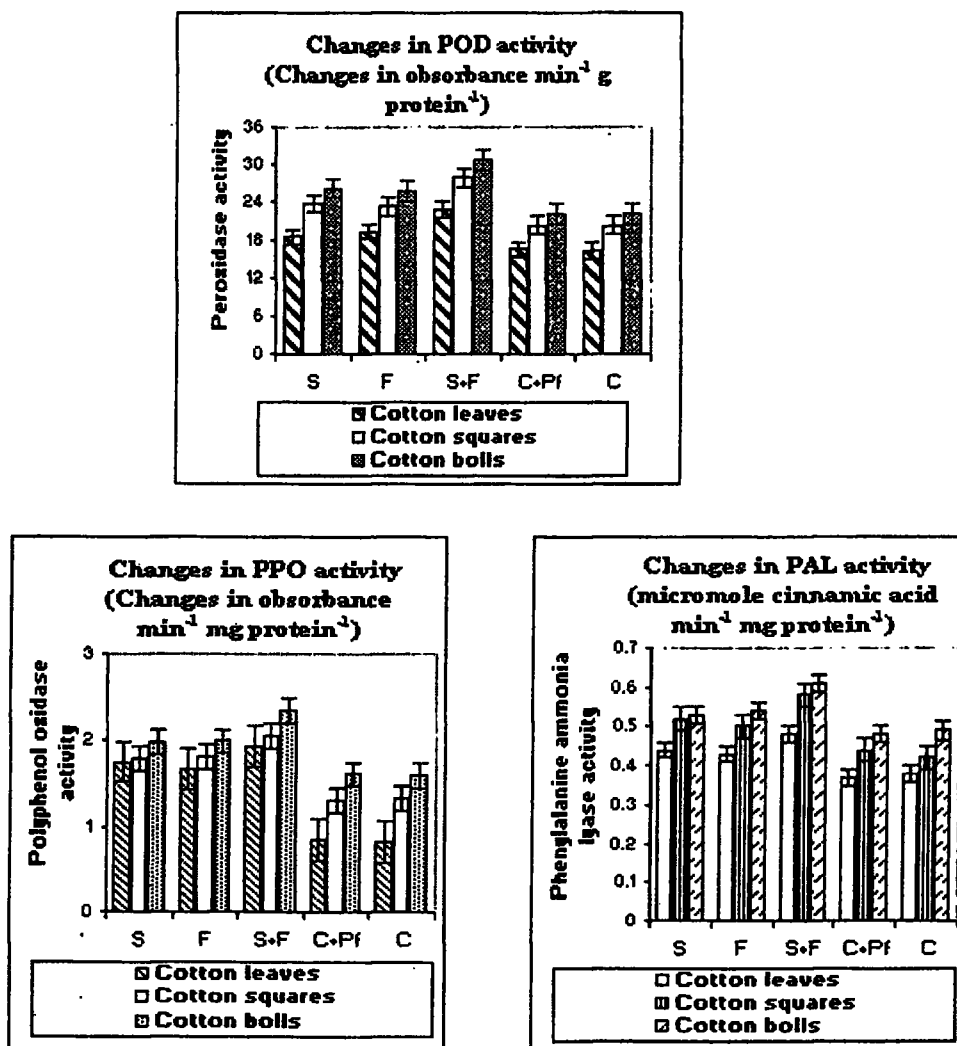 Changes in POD activity
(Changes in absorbance min⁻¹ g
protein⁻¹)
Peroxidase activity
36
30
24
18
12
6
0
S F S+F C+Pf C
Cotton leaves
Cotton squares
Cotton bolls
Changes in PPO activity
(Changes in absorbance
min⁻¹ mg protein⁻¹)
Polyphenol oxidase
activity
3
2
1
0
S F S+F C+Pf C
Cotton leaves
Cotton squares
Cotton bolls
Changes in PAL activity
(micromole cinnamic acid
min⁻¹ mg protein⁻¹)
Phenylalanine ammonia
lyase activity
0.7
0.6
0.5
0.4
0.3
0.2
0.1
0
S F S+F C+Pf C
Cotton leaves
Cotton squares
Cotton bolls